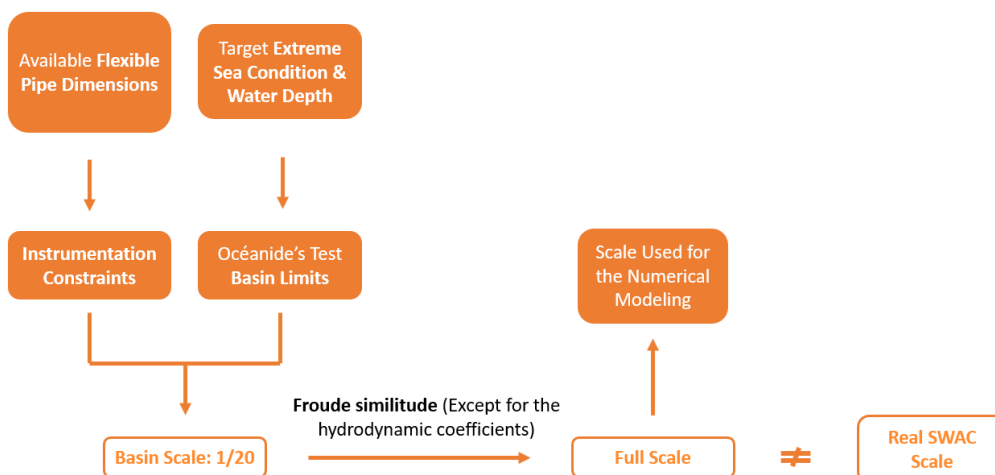 Available Flexible
Pipe Dimensions
Target Extreme
Sea Condition &
Water Depth
Instrumentation
Constraints
Océanide's Test
Basin Limits
Scale Used for
the Numerical
Modeling
Froude similitude (Except for the
hydrodynamic coefficients)
Basin Scale: 1/20
Full Scale
≠
Real SWAC
Scale